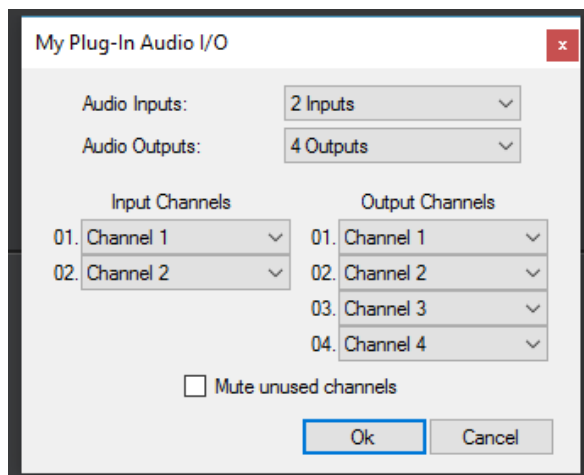 My Plug-In Audio I/O
x
Audio Inputs: 2 Inputs
Audio Outputs: 4 Outputs
Input Channels Output Channels
01. Channel 1 01. Channel 1
02. Channel 2 02. Channel 2
03. Channel 3
04. Channel 4
Mute unused channels
Ok Cancel